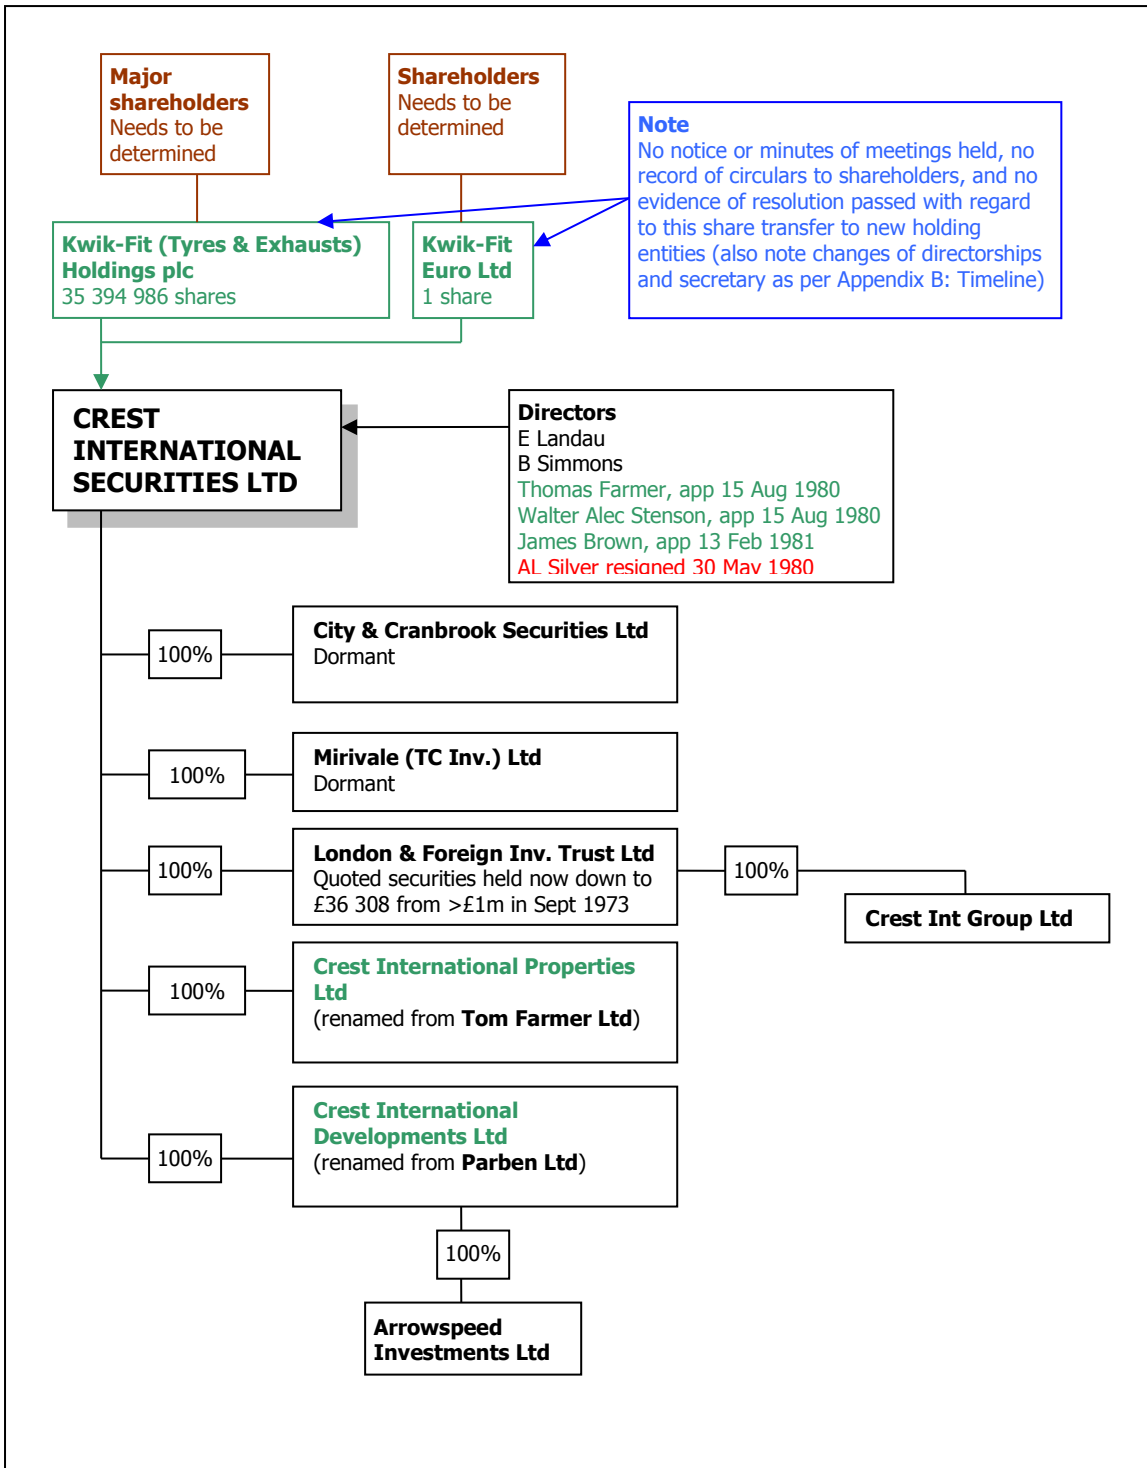 Major
shareholders
Needs to be
determined
Shareholders
Needs to be
determined
Note
No notice or minutes of meetings held, no
record of circulars to shareholders, and no
evidence of resolution passed with regard
to this share transfer to new holding
entities (also note changes of directorships
and secretary as per Appendix B: Timeline)
Kwik-Fit (Tyres & Exhausts)
Holdings plc
35 394 986 shares
Kwik-Fit
Euro Ltd
1 share
CREST
INTERNATIONAL
SECURITIES LTD
Directors
E Landau
B Simmons
Thomas Farmer, app 15 Aug 1980
Walter Alec Stenson, app 15 Aug 1980
James Brown, app 13 Feb 1981
AL Silver resigned 30 May 1980
100%
City & Cranbrook Securities Ltd
Dormant
100%
Mirivale (TC Inv.) Ltd
Dormant
100%
London & Foreign Inv. Trust Ltd
Quoted securities held now down to
£36 308 from >£1m in Sept 1973
100%
Crest Int Group Ltd
100%
Crest International Properties
Ltd
(renamed from Tom Farmer Ltd)
100%
Crest International
Developments Ltd
(renamed from Parben Ltd)
100%
Arrowspeed
Investments Ltd